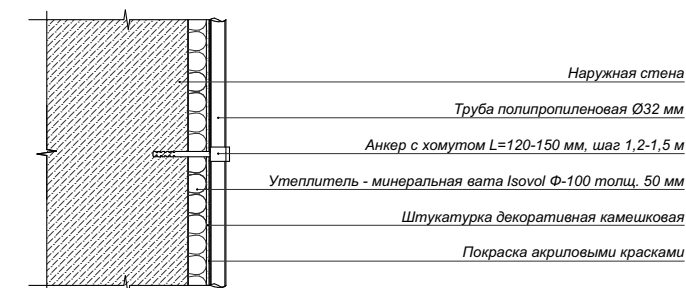 Наружная стена
Труба полипропиленовая Ø32 мм
Анкер с хомутом L=120-150 мм, шаг 1,2-1,5 м
Утеплитель - минеральная вата Isovol Ф-100 толщ. 50 мм
Штукатурка декоративная камешковая
Покраска акриловыми красками